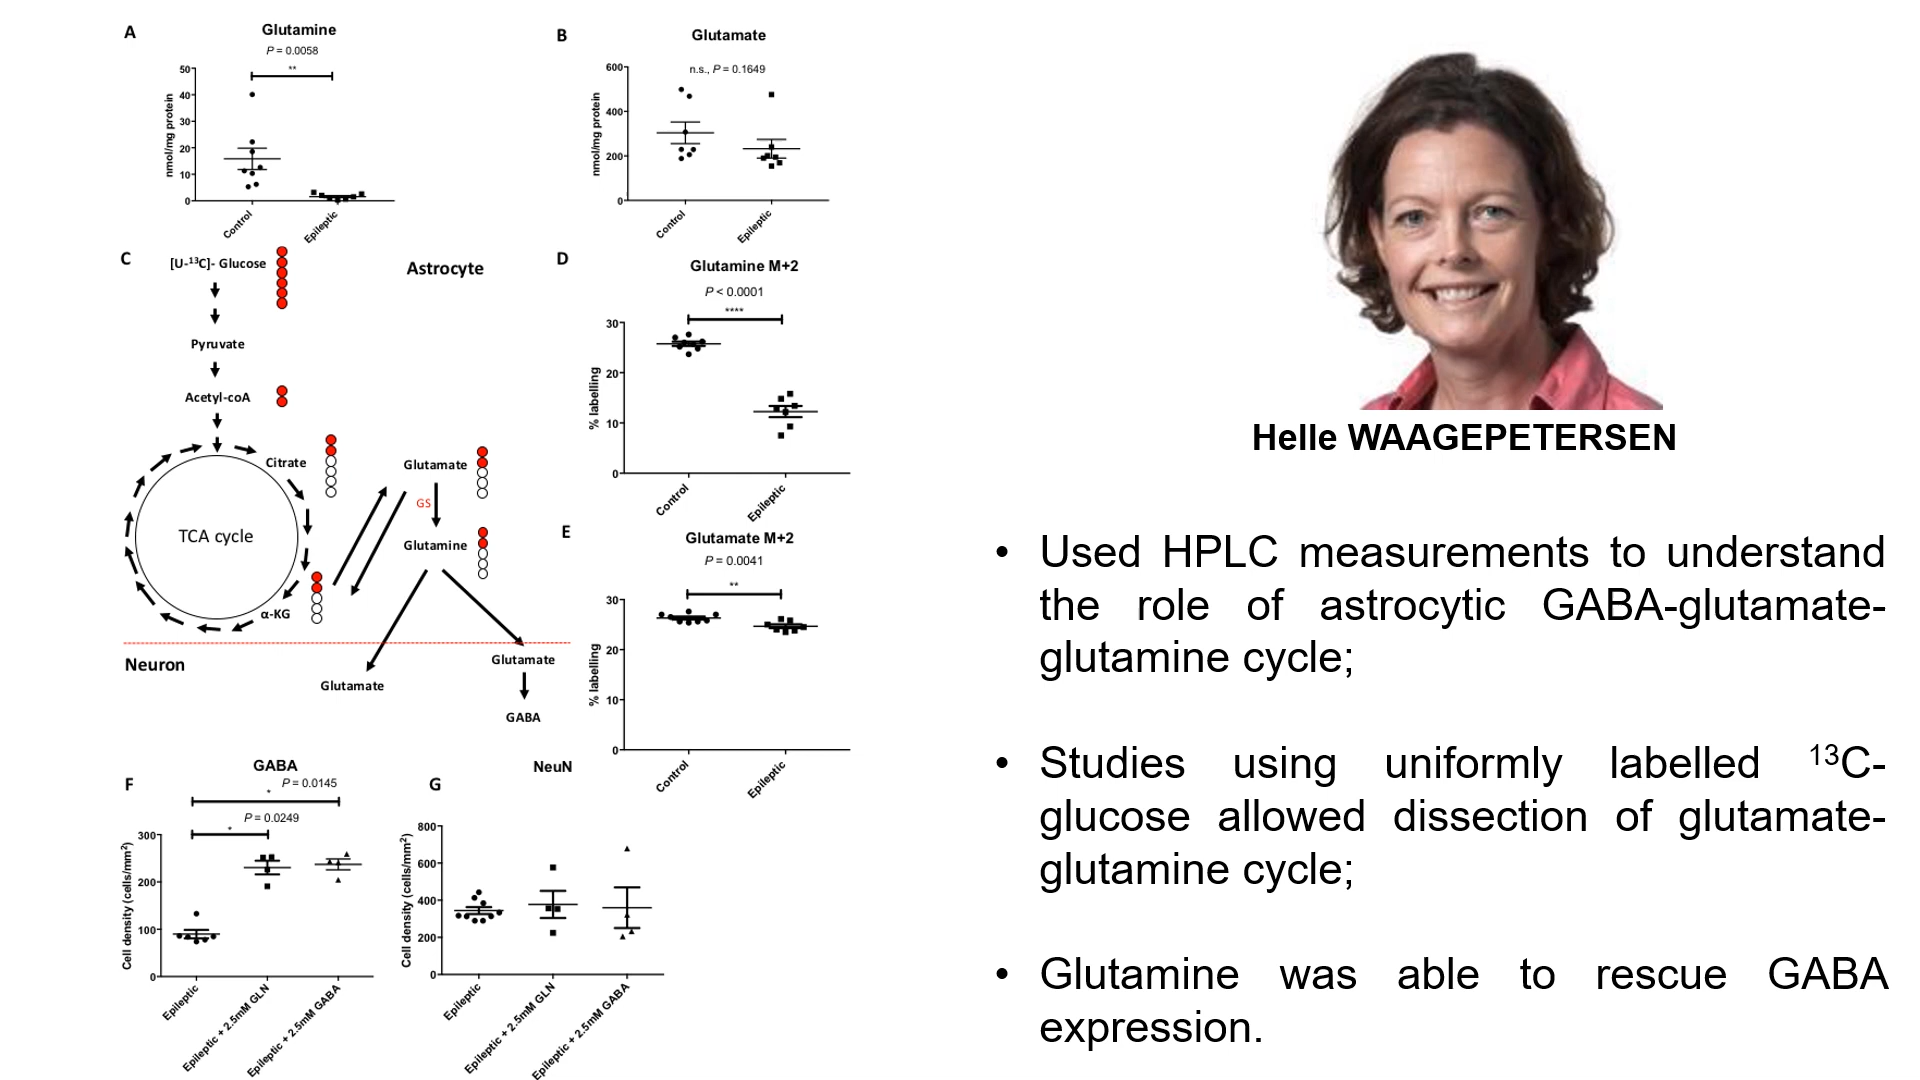 A
Glutamine
P = 0.0058
**
50
40
30
20
10
0
nmol/mg protein
Control
Epileptic
B
Glutamate
n.s., P = 0.1649
600
400
200
0
nmol/mg protein
Control
Epileptic
C
[U-¹³C]- Glucose
Astrocyte
Pyruvate
Acetyl-coA
Citrate
TCA cycle
α-KG
Glutamate
GS
Glutamine
Neuron
Glutamate
Glutamate
GABA
D
Glutamine M+2
P < 0.0001
****
30
20
10
0
% labelling
Control
Epileptic
E
Glutamate M+2
P = 0.0041
**
30
20
10
0
% labelling
Control
Epileptic
F
GABA
P = 0.0145
*
P = 0.0249
*
300
200
100
0
Cell density (cells/mm²)
Epileptic
Epileptic + 2.5mM GLN
Epileptic + 2.5mM GABA
G
NeuN
800
600
400
200
0
Cell density (cells/mm²)
Epileptic
Epileptic + 2.5mM GLN
Epileptic + 2.5mM GABA
Helle WAAGEPETERSEN
• Used HPLC measurements to understand
the role of astrocytic GABA-glutamate-
glutamine cycle;
• Studies using uniformly labelled ¹³C-
glucose allowed dissection of glutamate-
glutamine cycle;
• Glutamine was able to rescue GABA
expression.